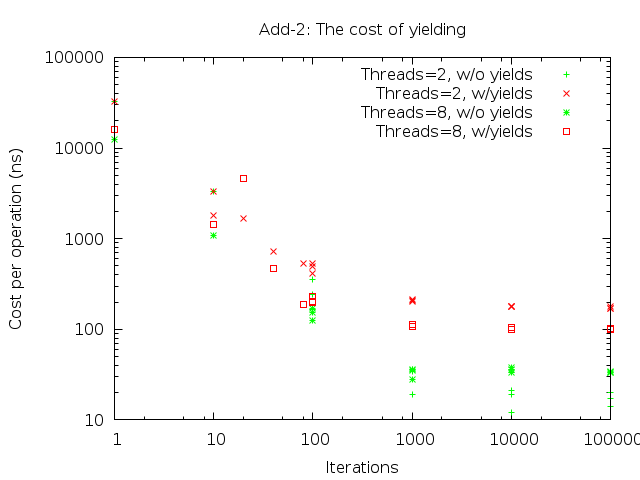 Add-2: The cost of yielding
100000
10000
1000
100
10
Cost per operation (ns)
Threads=2, w/o yields
Threads=2, w/yields
Threads=8, w/o yields
Threads=8, w/yields
1 10 100 1000 10000 100000
Iterations